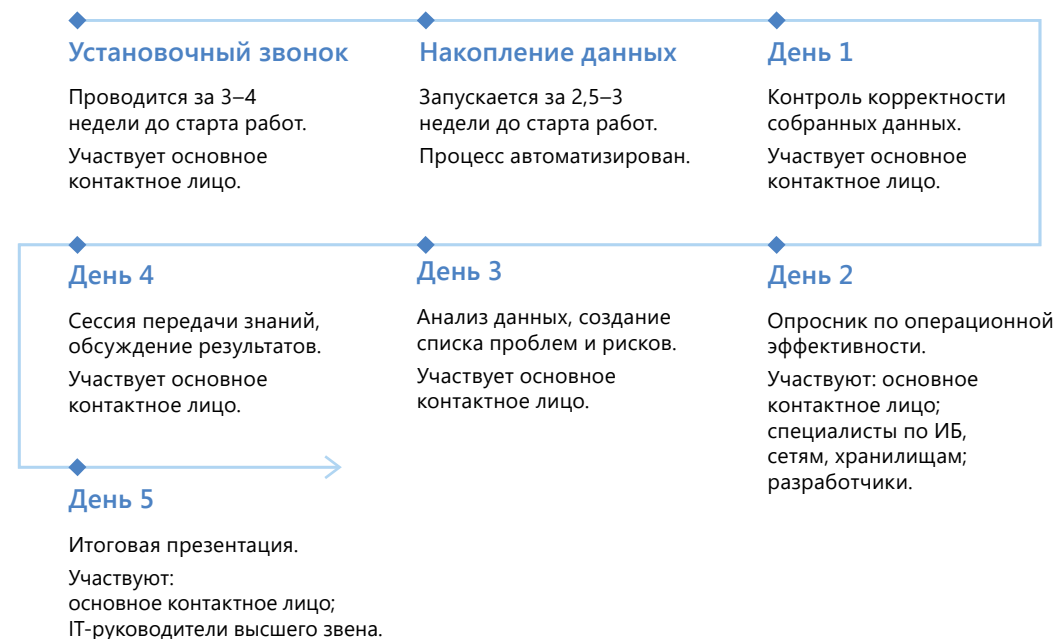 Установочный звонок
Проводится за 3–4
недели до старта работ.
Участвует основное
контактное лицо.
Накопление данных
Запускается за 2,5–3
недели до старта работ.
Процесс автоматизирован.
День 1
Контроль корректности
собранных данных.
Участвует основное
контактное лицо.
День 2
Опросник по операционной
эффективности.
Участвуют: основное
контактное лицо;
специалисты по ИБ,
сетям, хранилищам;
разработчики.
День 3
Анализ данных, создание
списка проблем и рисков.
Участвует основное
контактное лицо.
День 4
Сессия передачи знаний,
обсуждение результатов.
Участвует основное
контактное лицо.
День 5
Итоговая презентация.
Участвуют:
основное контактное лицо;
IT-руководители высшего звена.